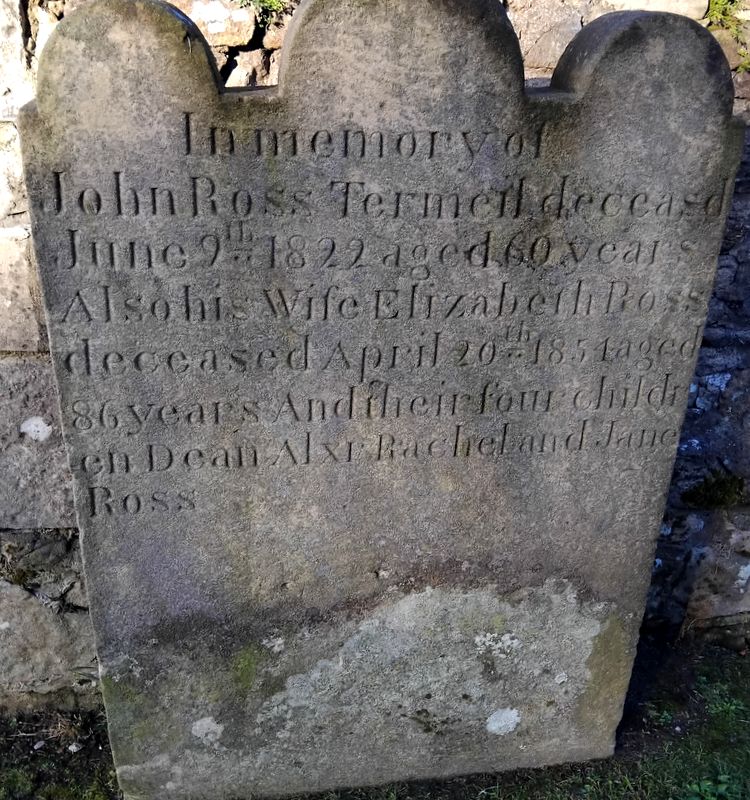 In memory of
John Ross Termeil deceasd
June 9th 1822 aged 60 years
Also his Wife Elizabeth Ross
deceased April 20th 1854 aged
86 years And their four childr
en Dean Alxr Rachel and Jane
Ross